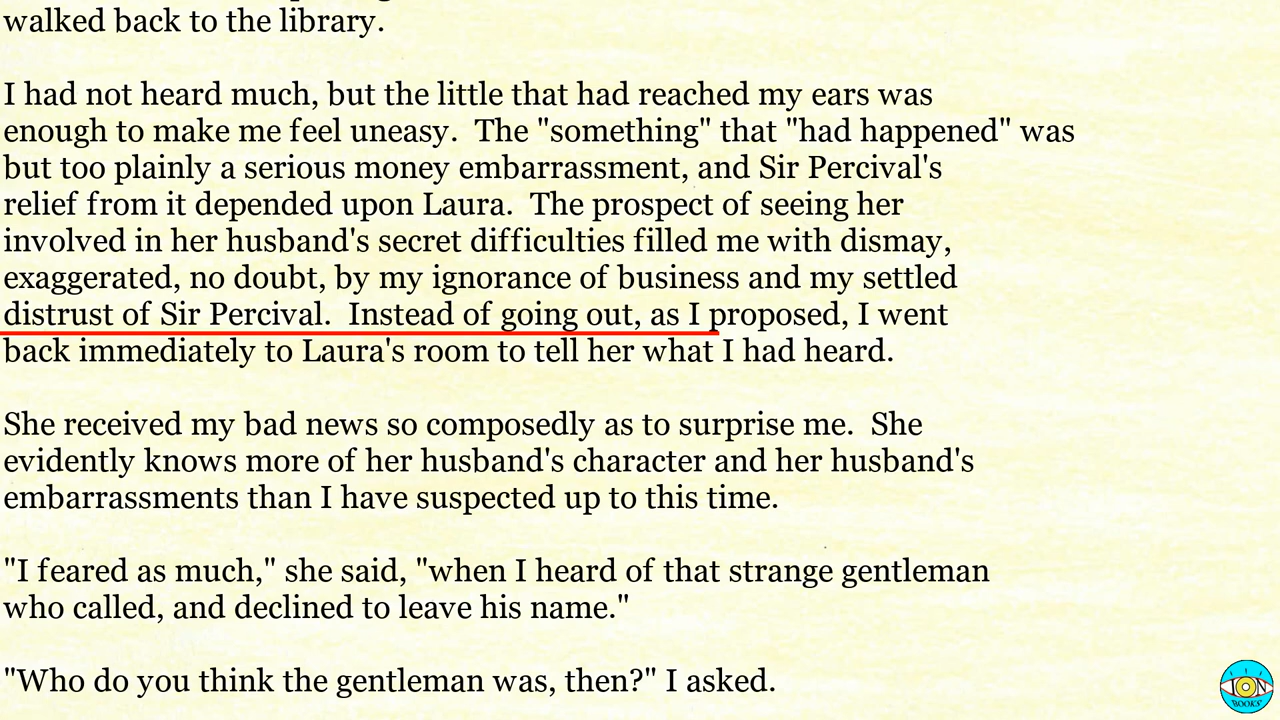 walked back to the library.
I had not heard much, but the little that had reached my ears was
enough to make me feel uneasy.  The "something" that "had happened" was
but too plainly a serious money embarrassment, and Sir Percival's
relief from it depended upon Laura.  The prospect of seeing her
involved in her husband's secret difficulties filled me with dismay,
exaggerated, no doubt, by my ignorance of business and my settled
distrust of Sir Percival.  Instead of going out, as I proposed, I went
back immediately to Laura's room to tell her what I had heard.
She received my bad news so composedly as to surprise me.  She
evidently knows more of her husband's character and her husband's
embarrassments than I have suspected up to this time.
"I feared as much," she said, "when I heard of that strange gentleman
who called, and declined to leave his name."
"Who do you think the gentleman was, then?" I asked.
ION
BOOKS